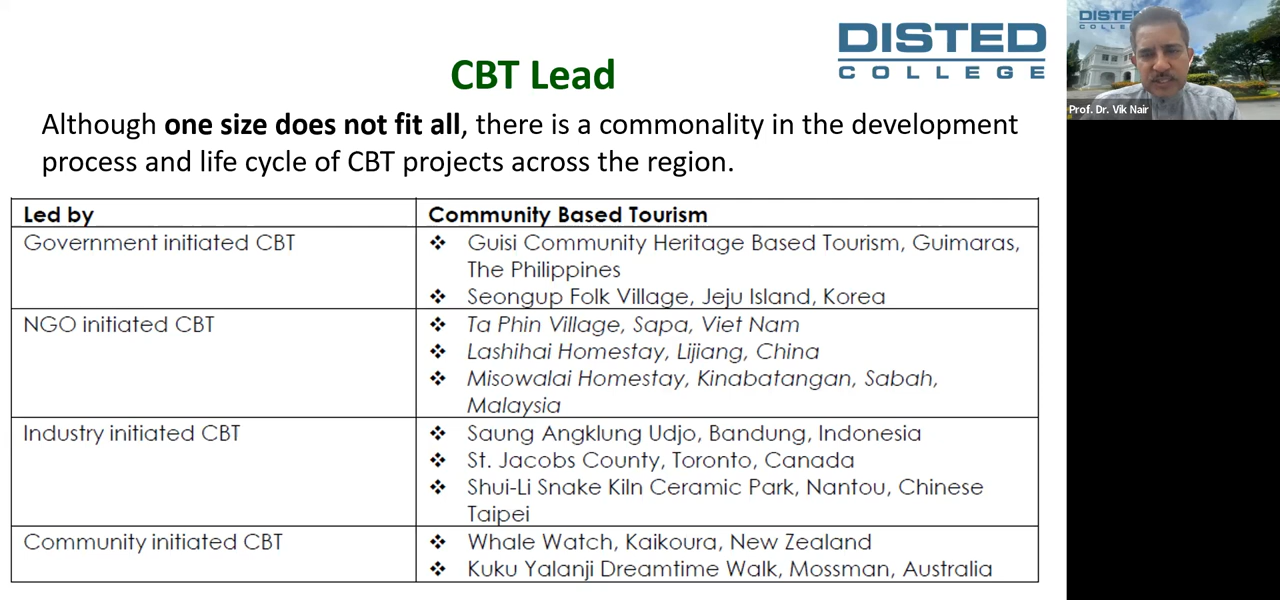 DISTED
COLLEGE
CBT Lead
Although one size does not fit all, there is a commonality in the development
process and life cycle of CBT projects across the region.
Led by
Community Based Tourism
Government initiated CBT
❖ Guisi Community Heritage Based Tourism, Guimaras,
The Philippines
❖ Seongup Folk Village, Jeju Island, Korea
NGO initiated CBT
❖ Ta Phin Village, Sapa, Viet Nam
❖ Lashihai Homestay, Lijiang, China
❖ Misowalai Homestay, Kinabatangan, Sabah,
Malaysia
Industry initiated CBT
❖ Saung Angklung Udjo, Bandung, Indonesia
❖ St. Jacobs County, Toronto, Canada
❖ Shui-Li Snake Kiln Ceramic Park, Nantou, Chinese
Taipei
Community initiated CBT
❖ Whale Watch, Kaikoura, New Zealand
❖ Kuku Yalanji Dreamtime Walk, Mossman, Australia
DISTED
COLLEGE
Prof. Dr. Vik Nair